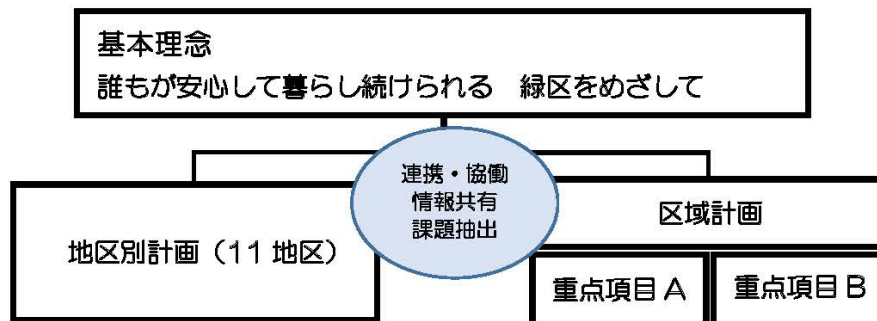 基本理念
誰もが安心して暮らし続けられる　緑区をめざして
連携・協働
情報共有
課題抽出
地区別計画（11 地区）
区域計画
重点項目 A
重点項目 B